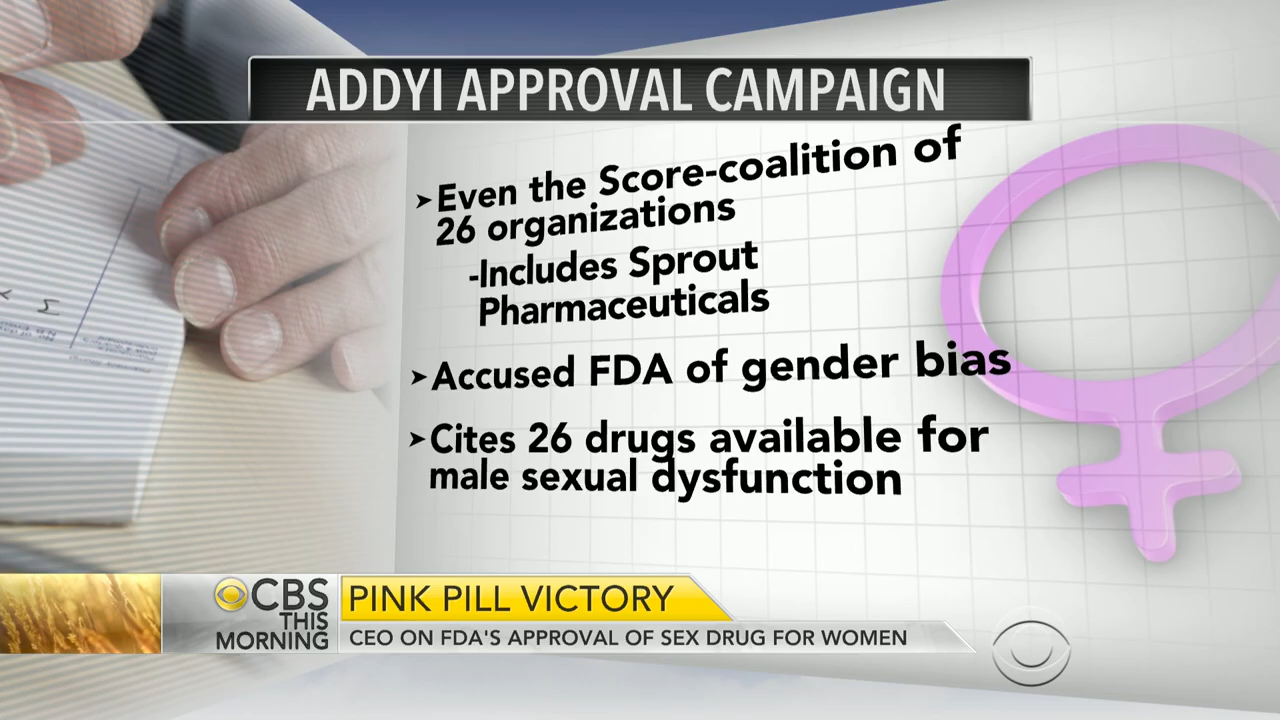 ADDYI APPROVAL CAMPAIGN
➤Even the Score-coalition of
26 organizations
-Includes Sprout
Pharmaceuticals
➤Accused FDA of gender bias
➤Cites 26 drugs available for
male sexual dysfunction
CBS
THIS
MORNING
PINK PILL VICTORY
CEO ON FDA'S APPROVAL OF SEX DRUG FOR WOMEN